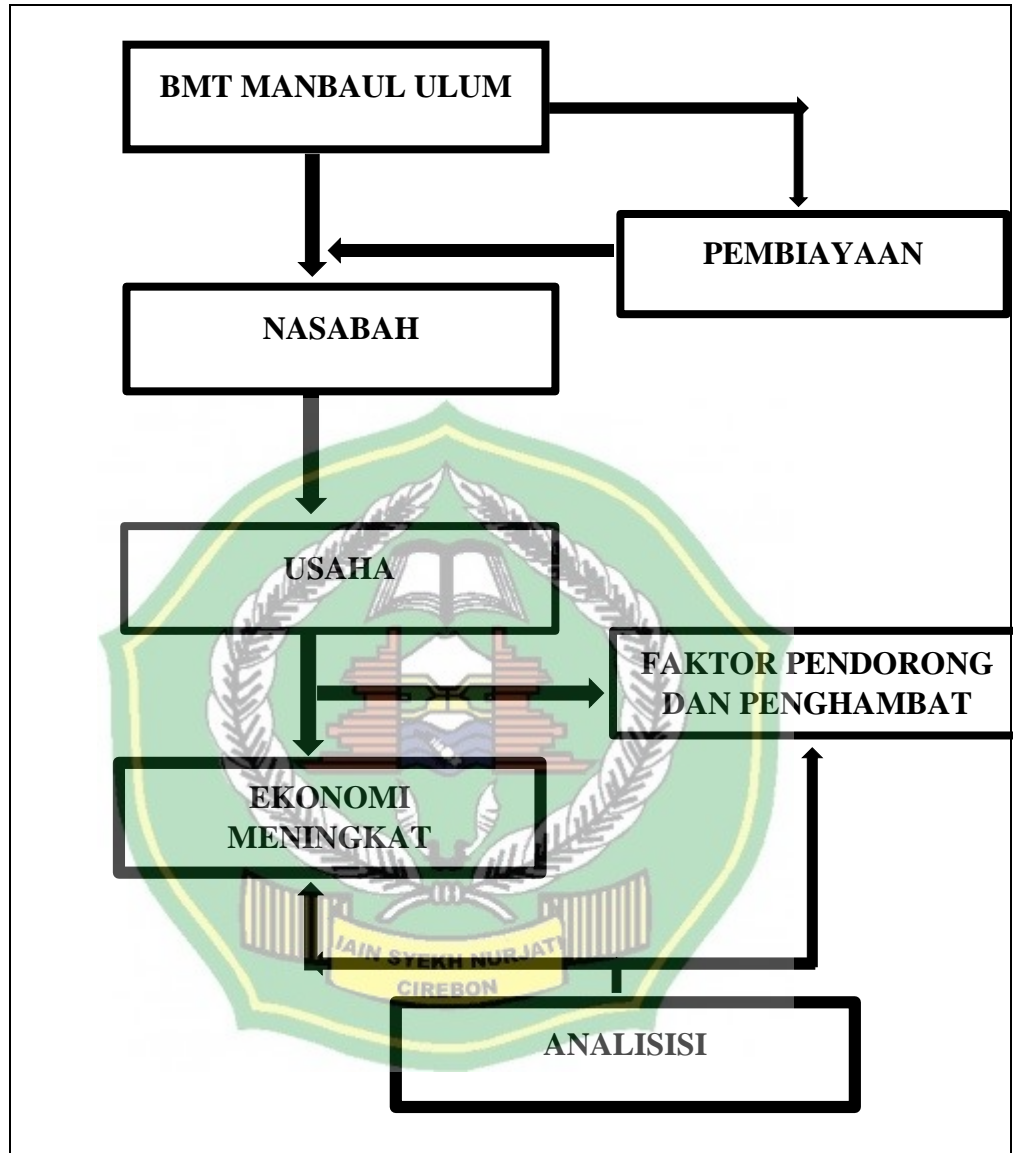 BMT MANBAUL ULUM
PEMBIAYAAN
NASABAH
USAHA
FAKTOR PENDORONG
DAN PENGHAMBAT
EKONOMI
MENINGKAT
IAIN SYEKH NURJATI
CIREBON
ANALISISI